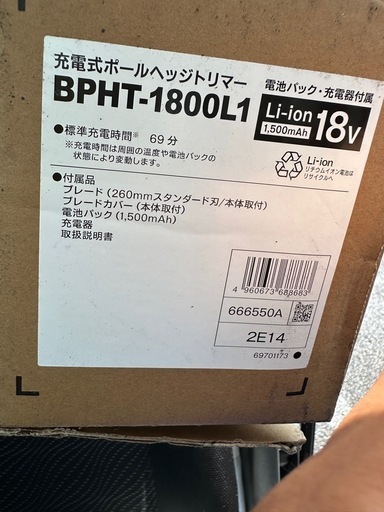 充電式ポールヘッジトリマー
BPHT-1800L1
電池パック・充電器付属
Li-ion 18V
1,500mAh
●標準充電時間※ 69分
※充電時間は周囲の温度や電池パックの
状態により変動します。
Li-ion
リチウムイオン電池は
リサイクルへ
●付属品
ブレード(260mmスタンダード刃/本体取付)
ブレードカバー(本体取付)
電池パック(1,500mAh)
充電器
取扱説明書
4 960673 688683
666550A
2E14
69701173